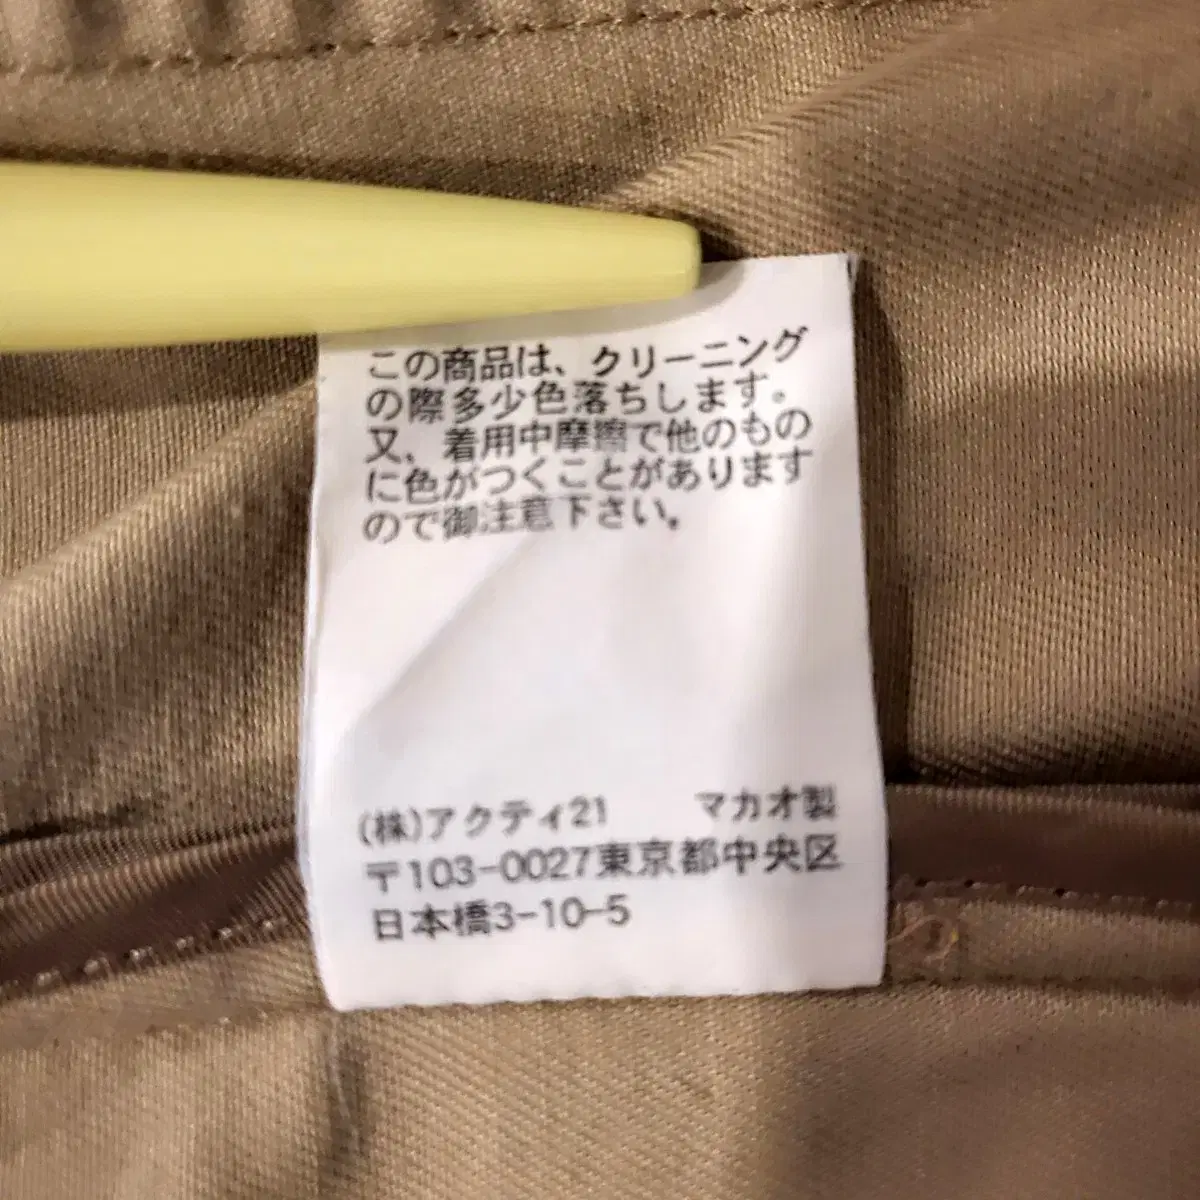 この商品は、クリーニング
の際多少色落ちします。
又、着用中摩擦で他のもの
に色がつくことがあります
ので御注意下さい。
(株)アクティ21 マカオ製
〒103-0027東京都中央区
日本橋3-10-5